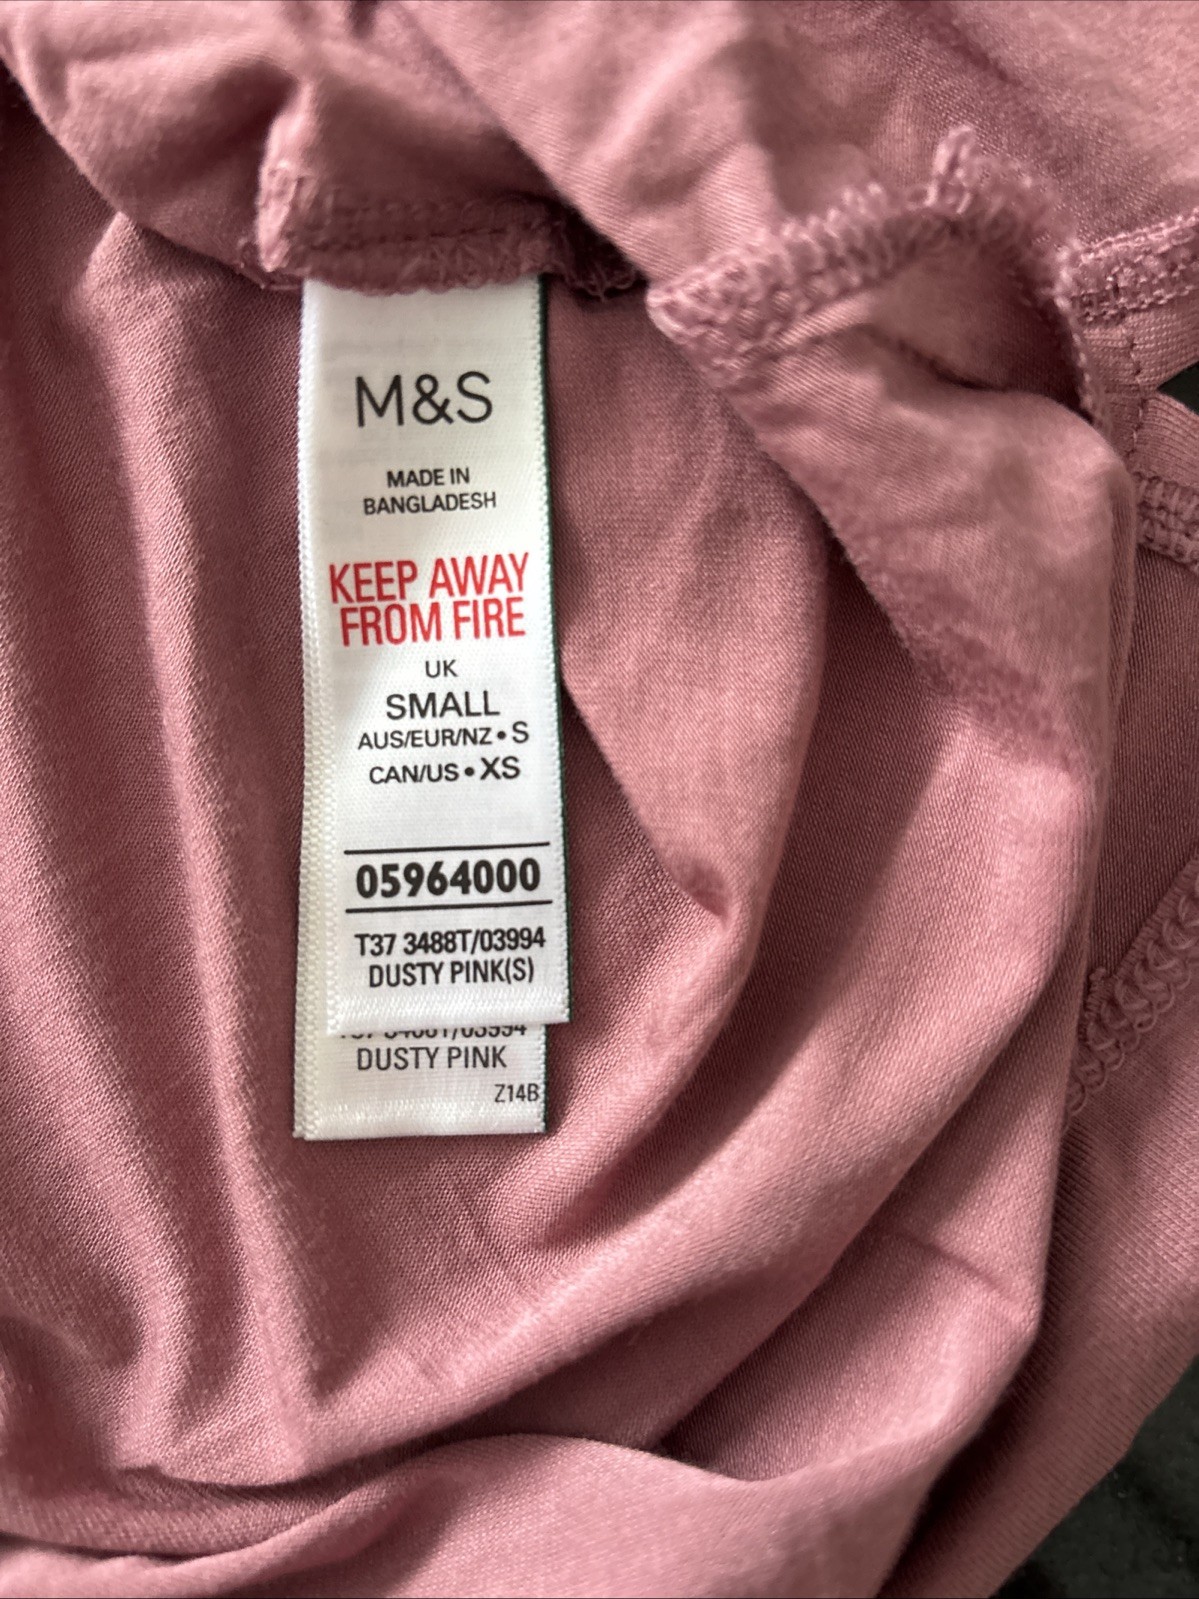 M&S
MADE IN
BANGLADESH
KEEP AWAY
FROM FIRE
UK
SMALL
AUS/EUR/NZ • S
CAN/US • XS
05964000
T37 3488T/03994
DUSTY PINK(S)
DUSTY PINK
Z14B